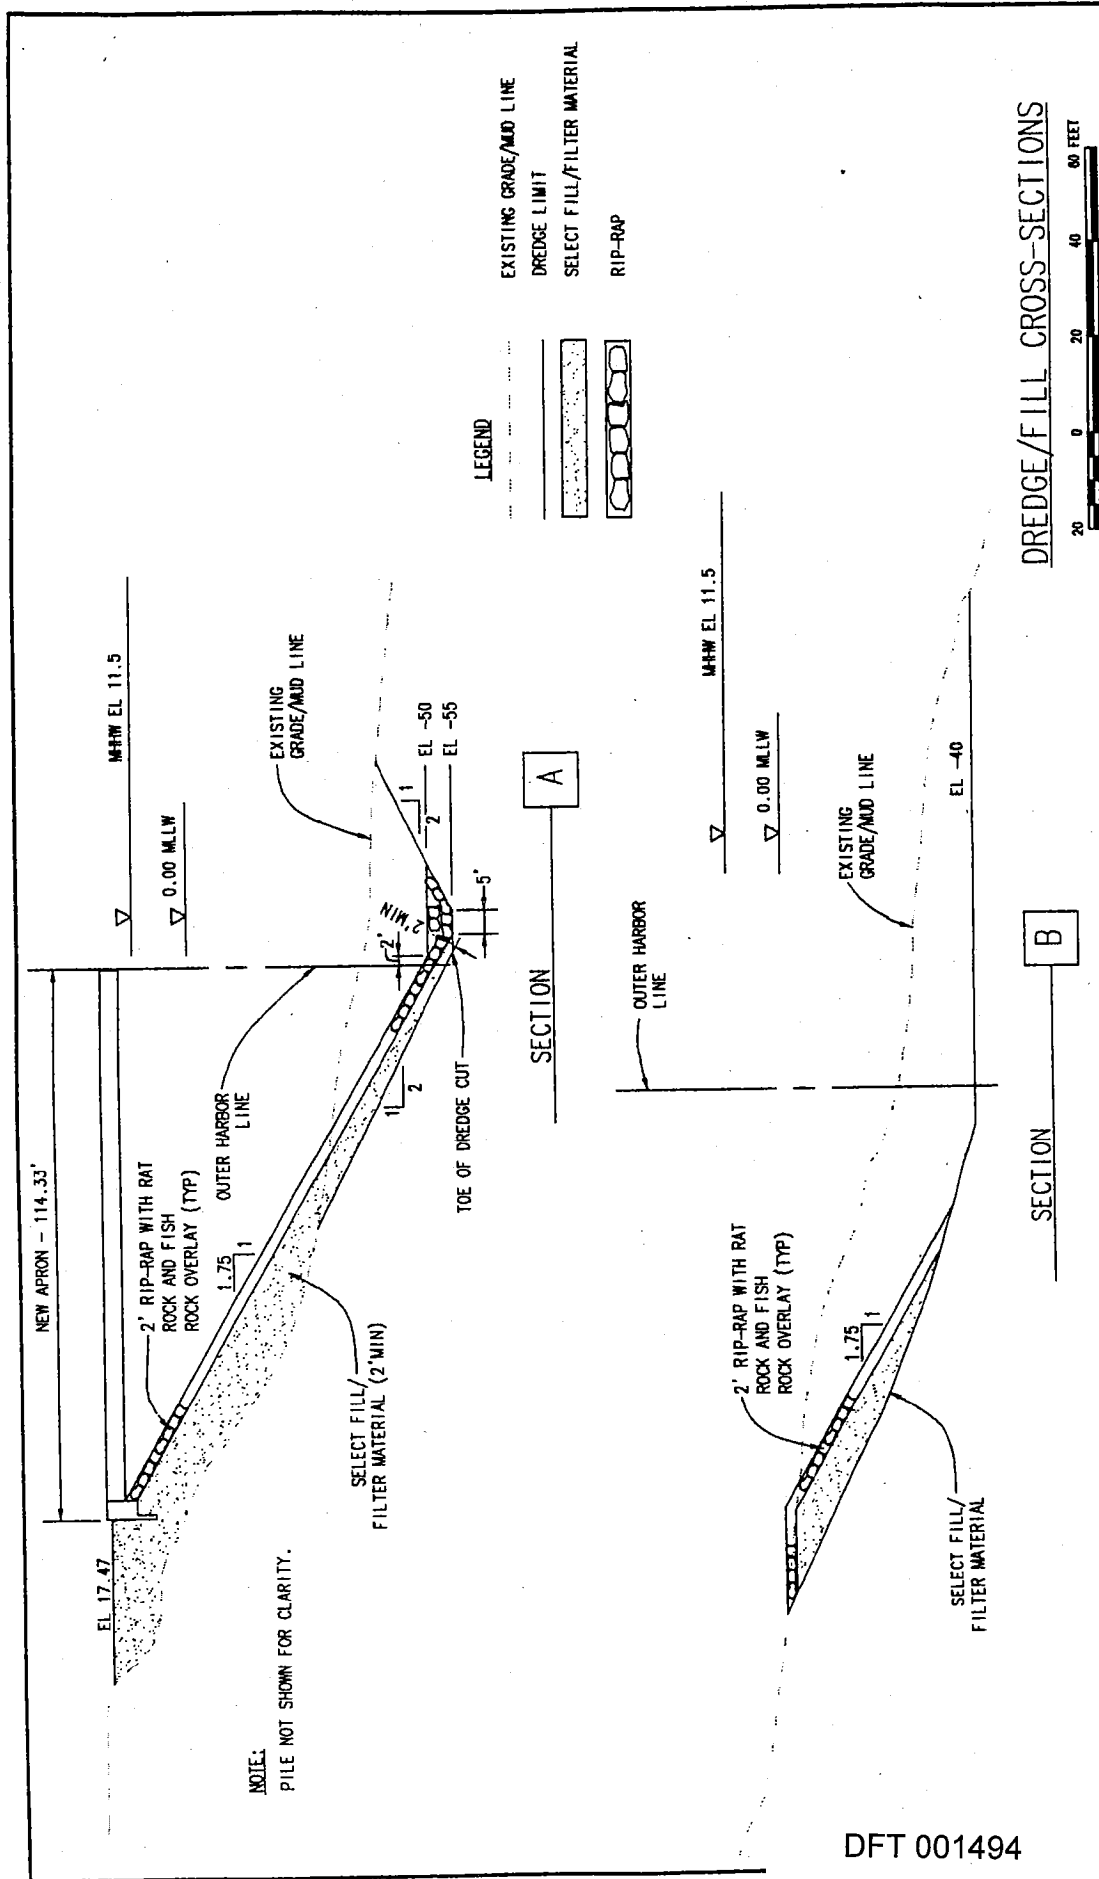 NEW APRON - 114.33'
EL 17.47
2' RIP-RAP WITH RAT
ROCK AND FISH
ROCK OVERLAY (TYP)
1.75
1
OUTER HARBOR
LINE
MHHW EL 11.5
0.00 MLLW
EXISTING
GRADE/MUD LINE
SELECT FILL/
FILTER MATERIAL (2'MIN)
1
2
2'
2'MIN
2
1
EL -50
EL -55
5'
TOE OF DREDGE CUT
NOTE:
PILE NOT SHOWN FOR CLARITY.
SECTION
A
LEGEND
EXISTING GRADE/MUD LINE
DREDGE LIMIT
SELECT FILL/FILTER MATERIAL
RIP-RAP
OUTER HARBOR
LINE
MHHW EL 11.5
0.00 MLLW
EXISTING
GRADE/MUD LINE
EL -40
2' RIP-RAP WITH RAT
ROCK AND FISH
ROCK OVERLAY (TYP)
1.75
1
SELECT FILL/
FILTER MATERIAL
SECTION
B
DREDGE/FILL CROSS-SECTIONS
20 0 20 40 60 FEET
DFT 001494